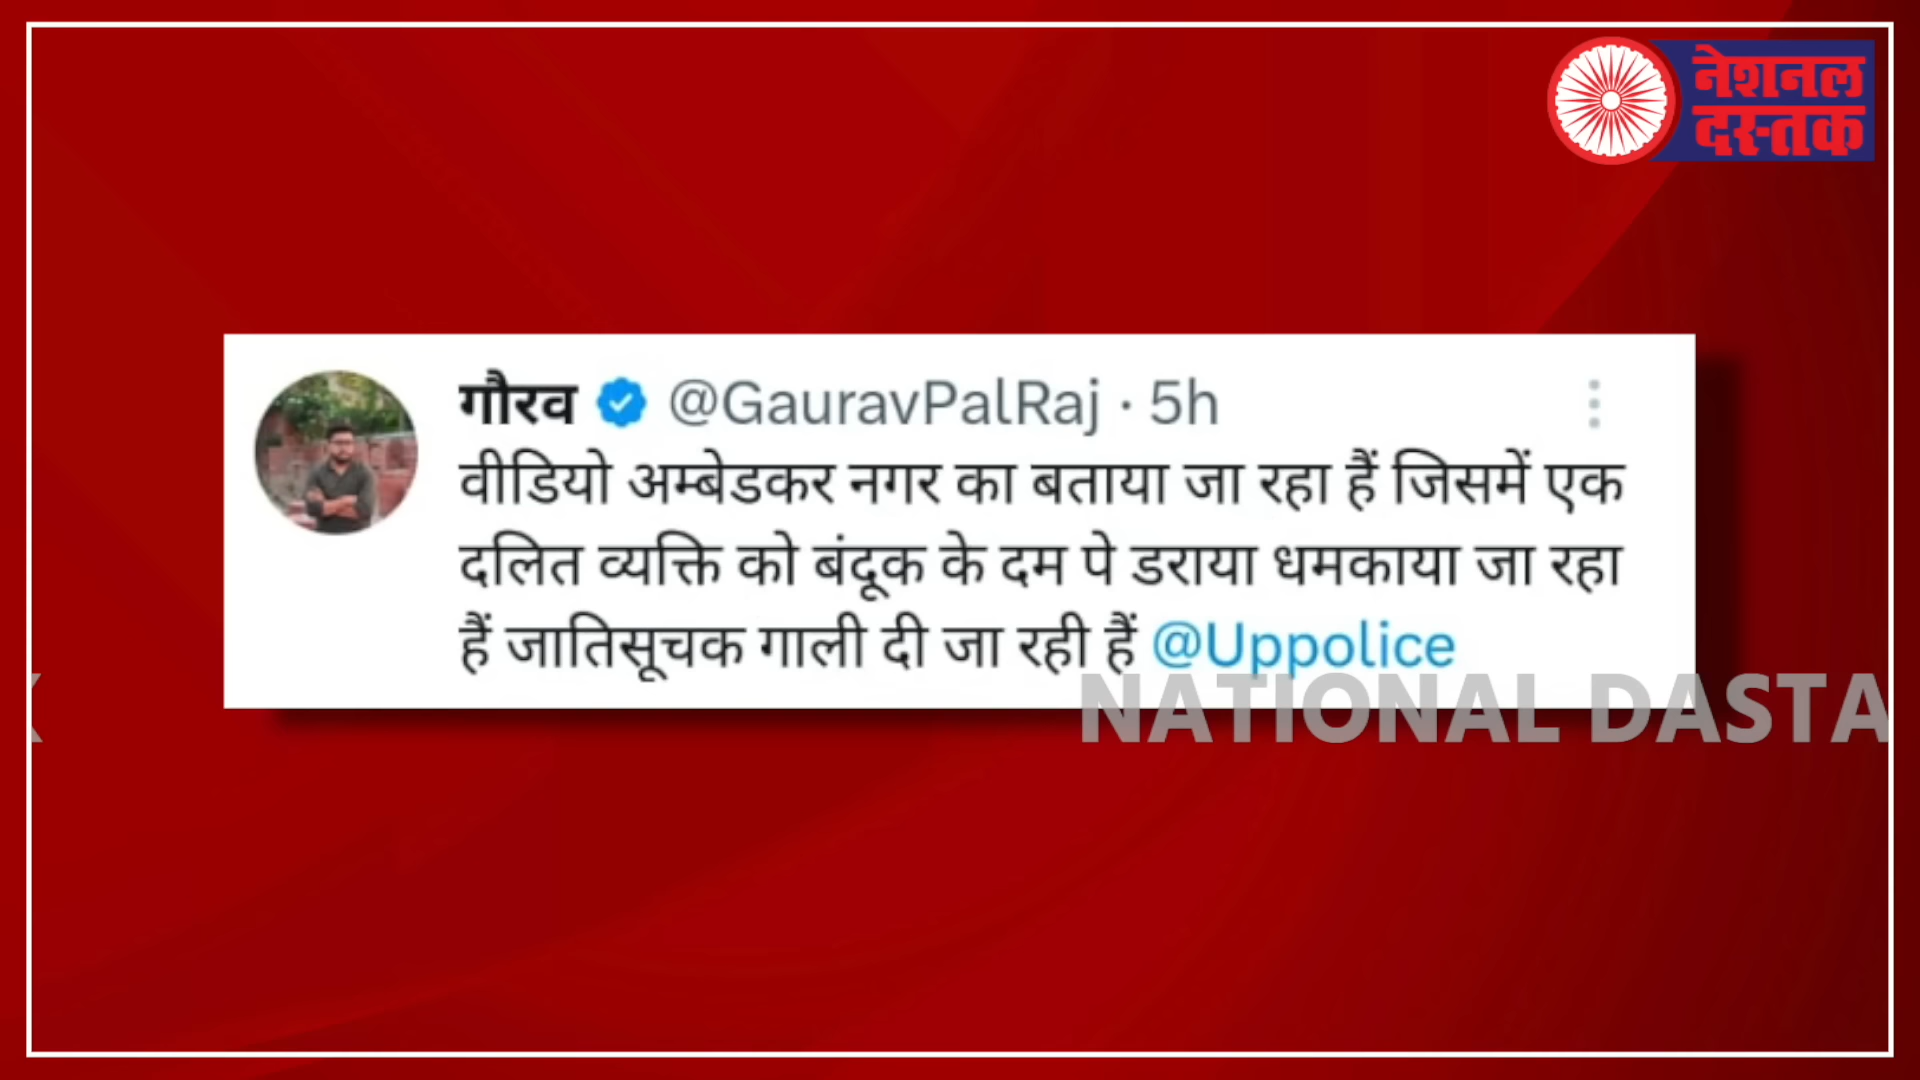 नेशनल
दस्तक
गौरव @GauravPalRaj · 5h
वीडियो अम्बेडकर नगर का बताया जा रहा हैं जिसमें एक
दलित व्यक्ति को बंदूक के दम पे डराया धमकाया जा रहा
हैं जातिसूचक गाली दी जा रही हैं @Uppolice
NATIONAL DASTA
K